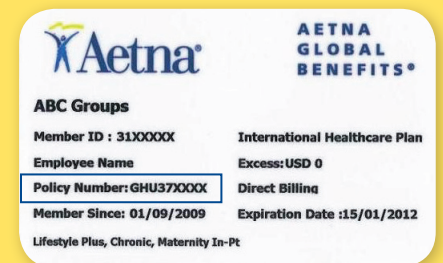 Aetna®
AETNA
GLOBAL
BENEFITS®
ABC Groups
Member ID : 31XXXXX
International Healthcare Plan
Employee Name
Excess:USD 0
Policy Number:GHU37XXXX
Direct Billing
Member Since: 01/09/2009
Expiration Date :15/01/2012
Lifestyle Plus, Chronic, Maternity In-Pt